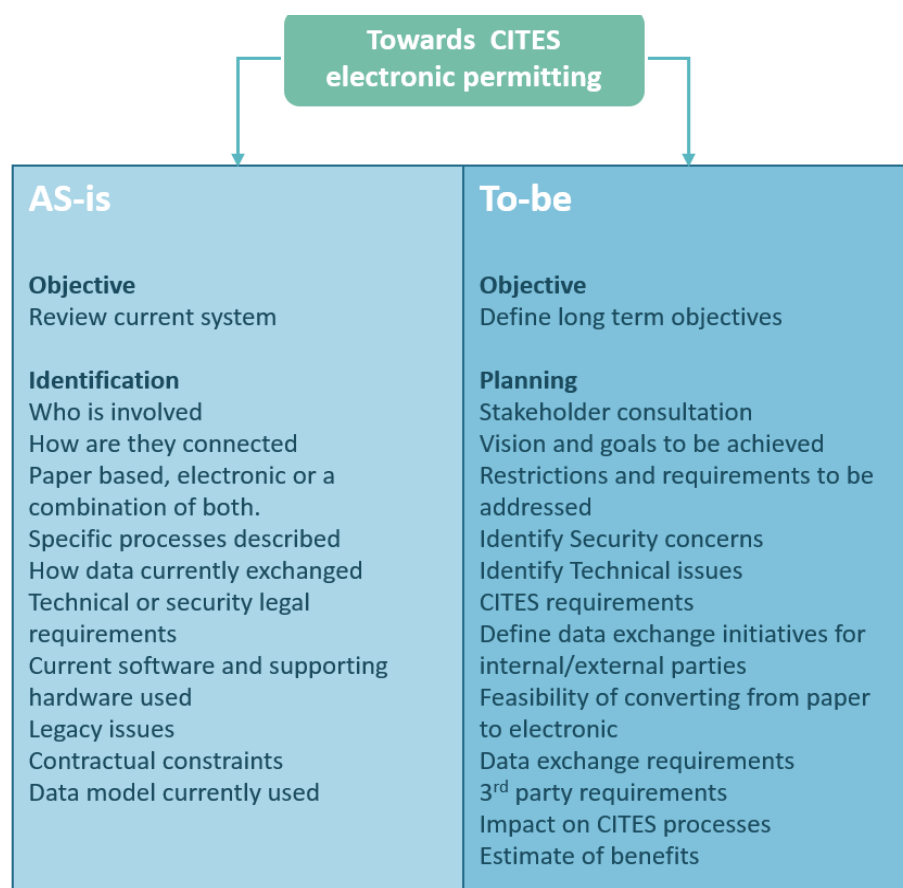 Towards CITES
electronic permitting
AS-is
Objective
Review current system
Identification
Who is involved
How are they connected
Paper based, electronic or a
combination of both.
Specific processes described
How data currently exchanged
Technical or security legal
requirements
Current software and supporting
hardware used
Legacy issues
Contractual constraints
Data model currently used
To-be
Objective
Define long term objectives
Planning
Stakeholder consultation
Vision and goals to be achieved
Restrictions and requirements to be
addressed
Identify Security concerns
Identify Technical issues
CITES requirements
Define data exchange initiatives for
internal/external parties
Feasibility of converting from paper
to electronic
Data exchange requirements
3rd party requirements
Impact on CITES processes
Estimate of benefits